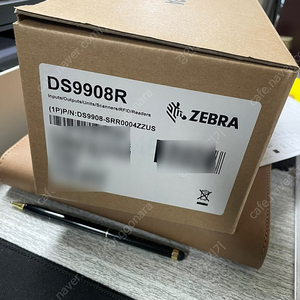 DS9908R
Inputs/Outputs/Units/Scanners/RFID/Readers
(1P)P/N:DS9908-SRR0004ZZUS
ZEBRA